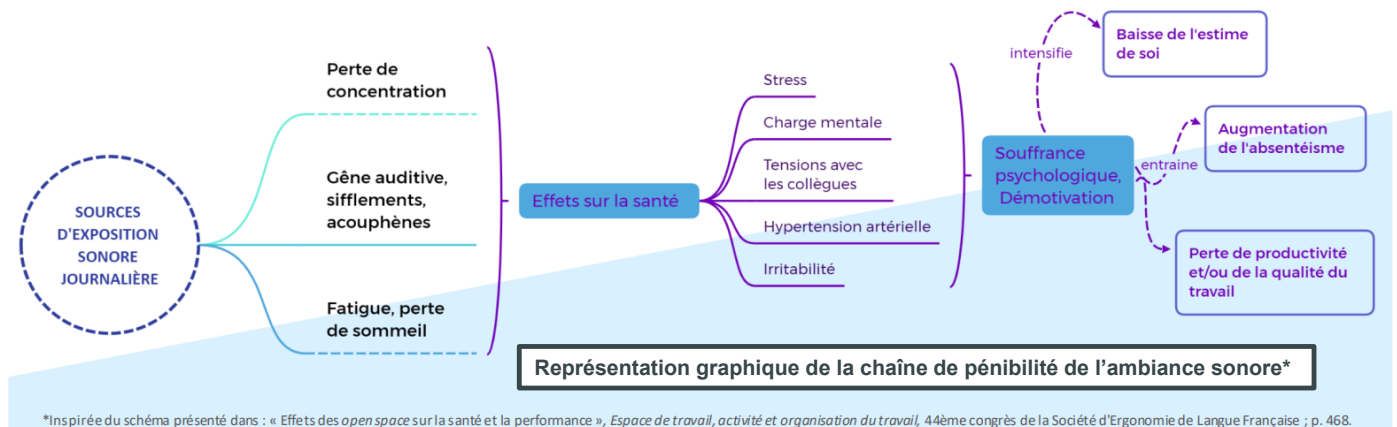 SOURCES
D'EXPOSITION
SONORE
JOURNALIÈRE
Perte de
concentration
Gêne auditive,
sifflements,
acouphènes
Fatigue, perte
de sommeil
Effets sur la santé
Stress
Charge mentale
Tensions avec
les collègues
Hypertension artérielle
Irritabilité
Souffrance
psychologique,
Démotivation
intensifie
Baisse de l'estime
de soi
entraine
Augmentation
de l'absentéisme
Perte de productivité
et/ou de la qualité du
travail
Représentation graphique de la chaîne de pénibilité de l’ambiance sonore*
*Inspirée du schéma présenté dans : « Effets des open space sur la santé et la performance », Espace de travail, activité et organisation du travail, 44ème congrès de la Société d'Ergonomie de Langue Française ; p. 468.